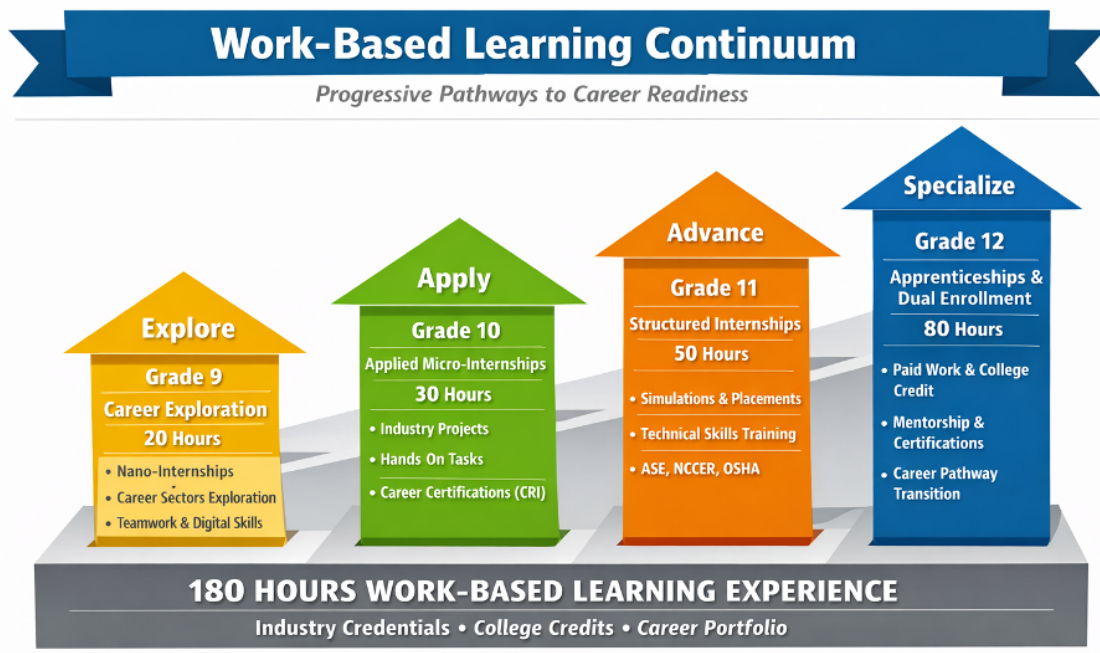 Work-Based Learning Continuum
Progressive Pathways to Career Readiness
Explore
Grade 9
Career Exploration
20 Hours
• Nano-Internships
• Career Sectors Exploration
• Teamwork & Digital Skills
Apply
Grade 10
Applied Micro-Internships
30 Hours
• Industry Projects
• Hands On Tasks
• Career Certifications (CRI)
Advance
Grade 11
Structured Internships
50 Hours
• Simulations & Placements
• Technical Skills Training
• ASE, NCCER, OSHA
Specialize
Grade 12
Apprenticeships &
Dual Enrollment
80 Hours
• Paid Work & College
Credit
• Mentorship &
Certifications
• Career Pathway
Transition
180 HOURS WORK-BASED LEARNING EXPERIENCE
Industry Credentials • College Credits • Career Portfolio